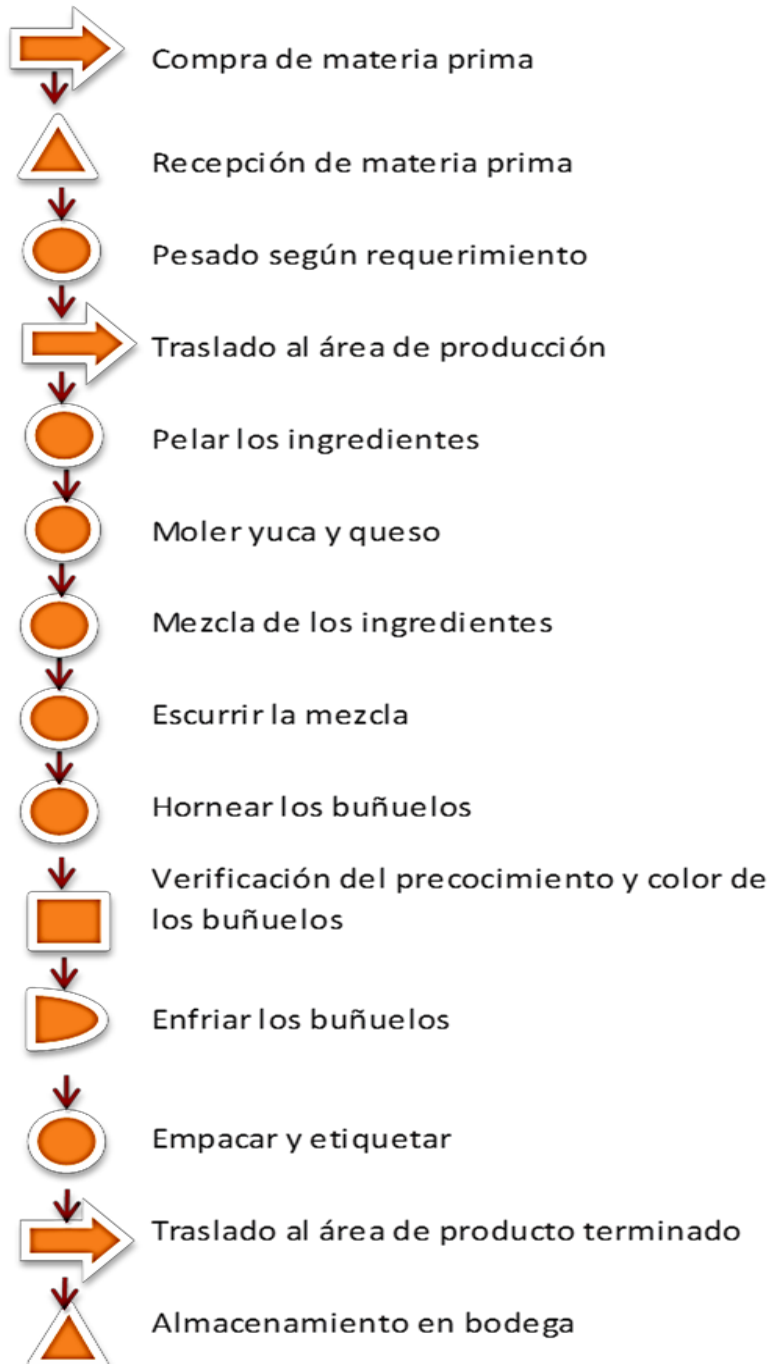 Compra de materia prima
Recepción de materia prima
Pesado según requerimiento
Traslado al área de producción
Pelar los ingredientes
Moler yuca y queso
Mezcla de los ingredientes
Escurrir la mezcla
Hornear los buñuelos
Verificación del precocimiento y color de
los buñuelos
Enfriar los buñuelos
Empacar y etiquetar
Traslado al área de producto terminado
Almacenamiento en bodega